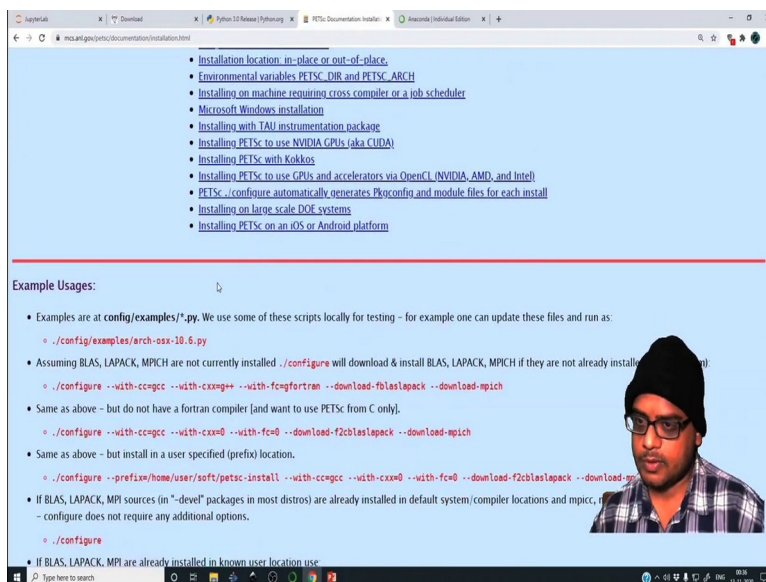 JupyterLab
Download
Python 3.0 Release | Python.org
PETSc: Documentation: Installati
Anaconda | Individual Edition
mcs.anl.gov/petsc/documentation/installation.html
• Installation location: in-place or out-of-place.
• Environmental variables PETSC_DIR and PETSC_ARCH
• Installing on machine requiring cross compiler or a job scheduler
• Microsoft Windows installation
• Installing with TAU instrumentation package
• Installing PETSc to use NVIDIA GPUs (aka CUDA)
• Installing PETSc with Kokkos
• Installing PETSc to use GPUs and accelerators via OpenCL (NVIDIA, AMD, and Intel)
• PETSc ./configure automatically generates Pkgconfig and module files for each install
• Installing on large scale DOE systems
• Installing PETSc on an iOS or Android platform
Example Usages:
• Examples are at config/examples/*.py. We use some of these scripts locally for testing – for example one can update these files and run as:
./config/examples/arch-osx-10.6.py
• Assuming BLAS, LAPACK, MPICH are not currently installed ./configure will download & install BLAS, LAPACK, MPICH if they are not already installe
./configure --with-cc=gcc --with-cxx=g++ --with-fc=gfortran --download-fblaslapack --download-mpich
• Same as above – but do not have a fortran compiler [and want to use PETSc from C only].
./configure --with-cc=gcc --with-cxx=0 --with-fc=0 --download-f2cblaslapack --download-mpich
• Same as above – but install in a user specified (prefix) location.
./configure --prefix=/home/user/soft/petsc-install --with-cc=gcc --with-cxx=0 --with-fc=0 --download-f2cblaslapack --download-mp
• If BLAS, LAPACK, MPI sources (in "-devel" packages in most distros) are already installed in default system/compiler locations and mpicc,
– configure does not require any additional options.
./configure
• If BLAS, LAPACK, MPI are already installed in known user location use:
Type here to search
ENG
00:36